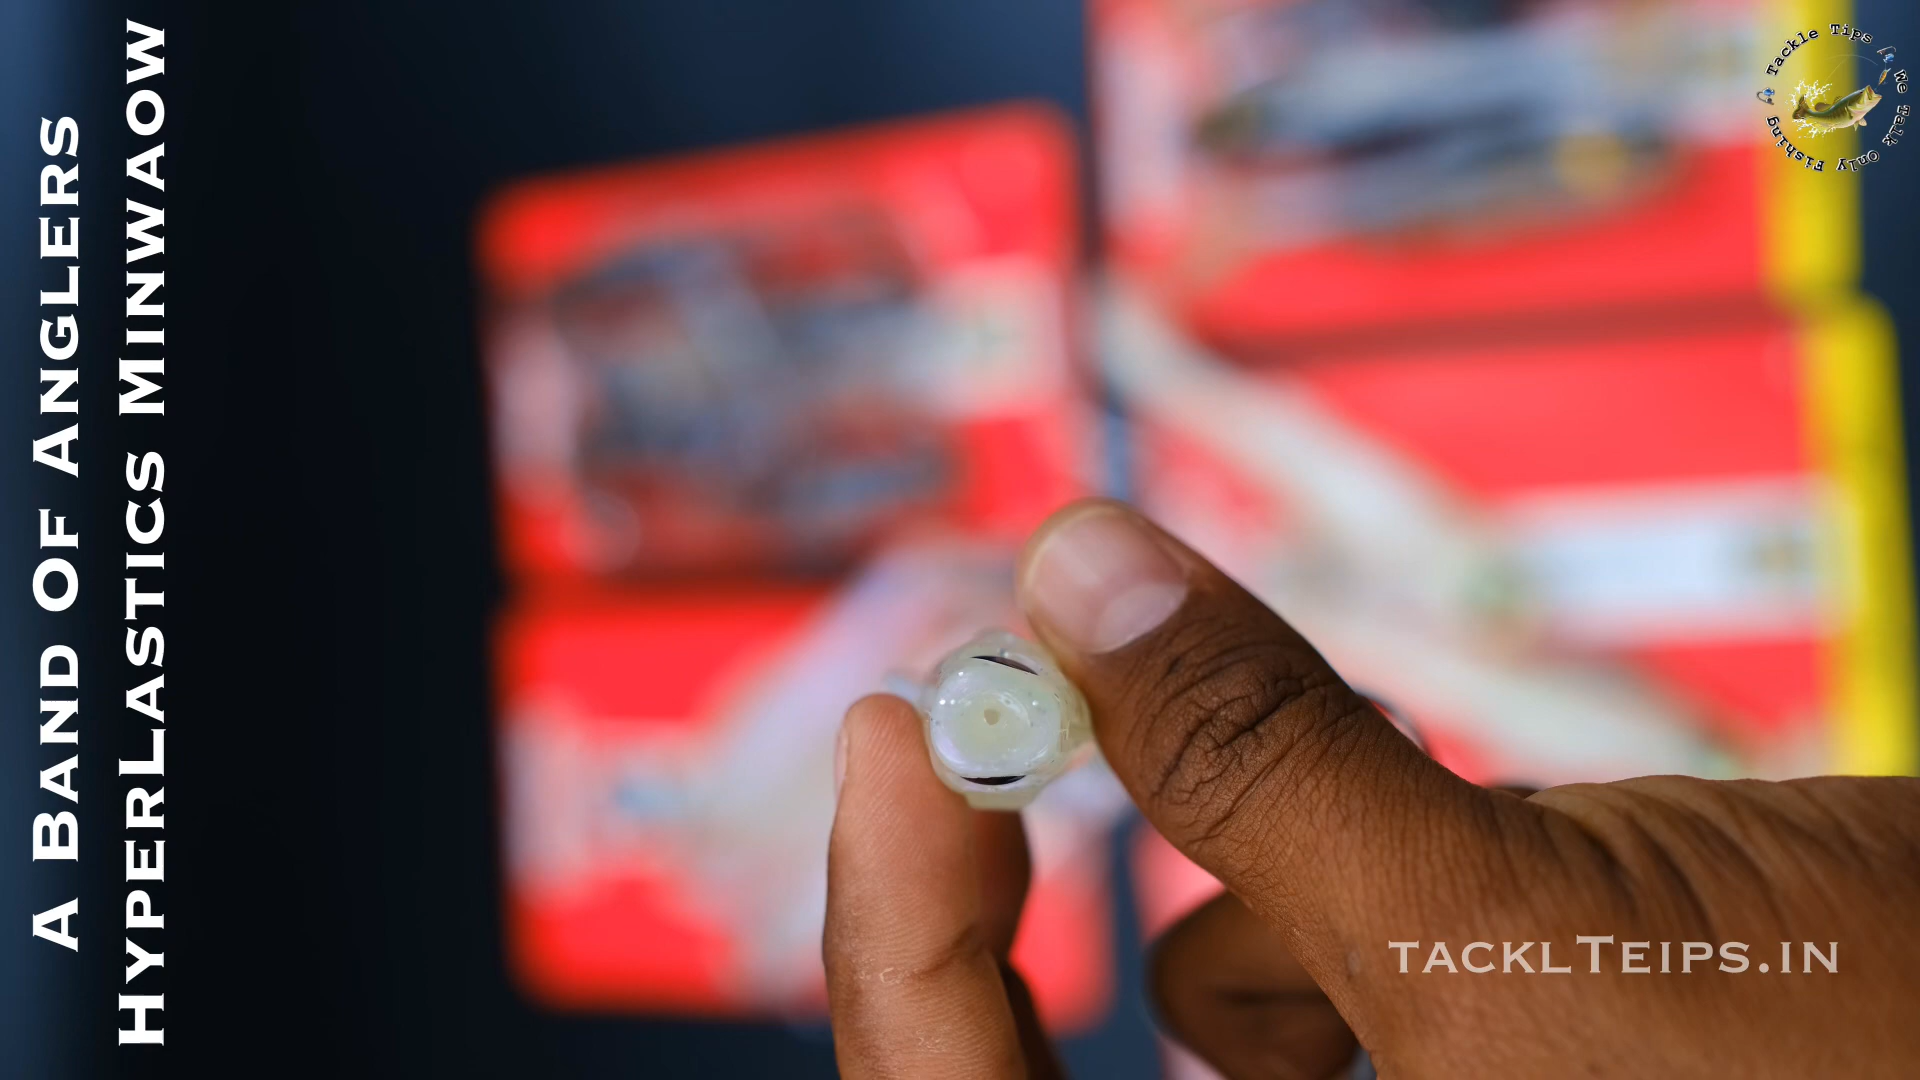 A Band Of Anglers
HyperLastics Minwaow
Tackle Tips
We Talk Only Fishing
tacklTeips.in